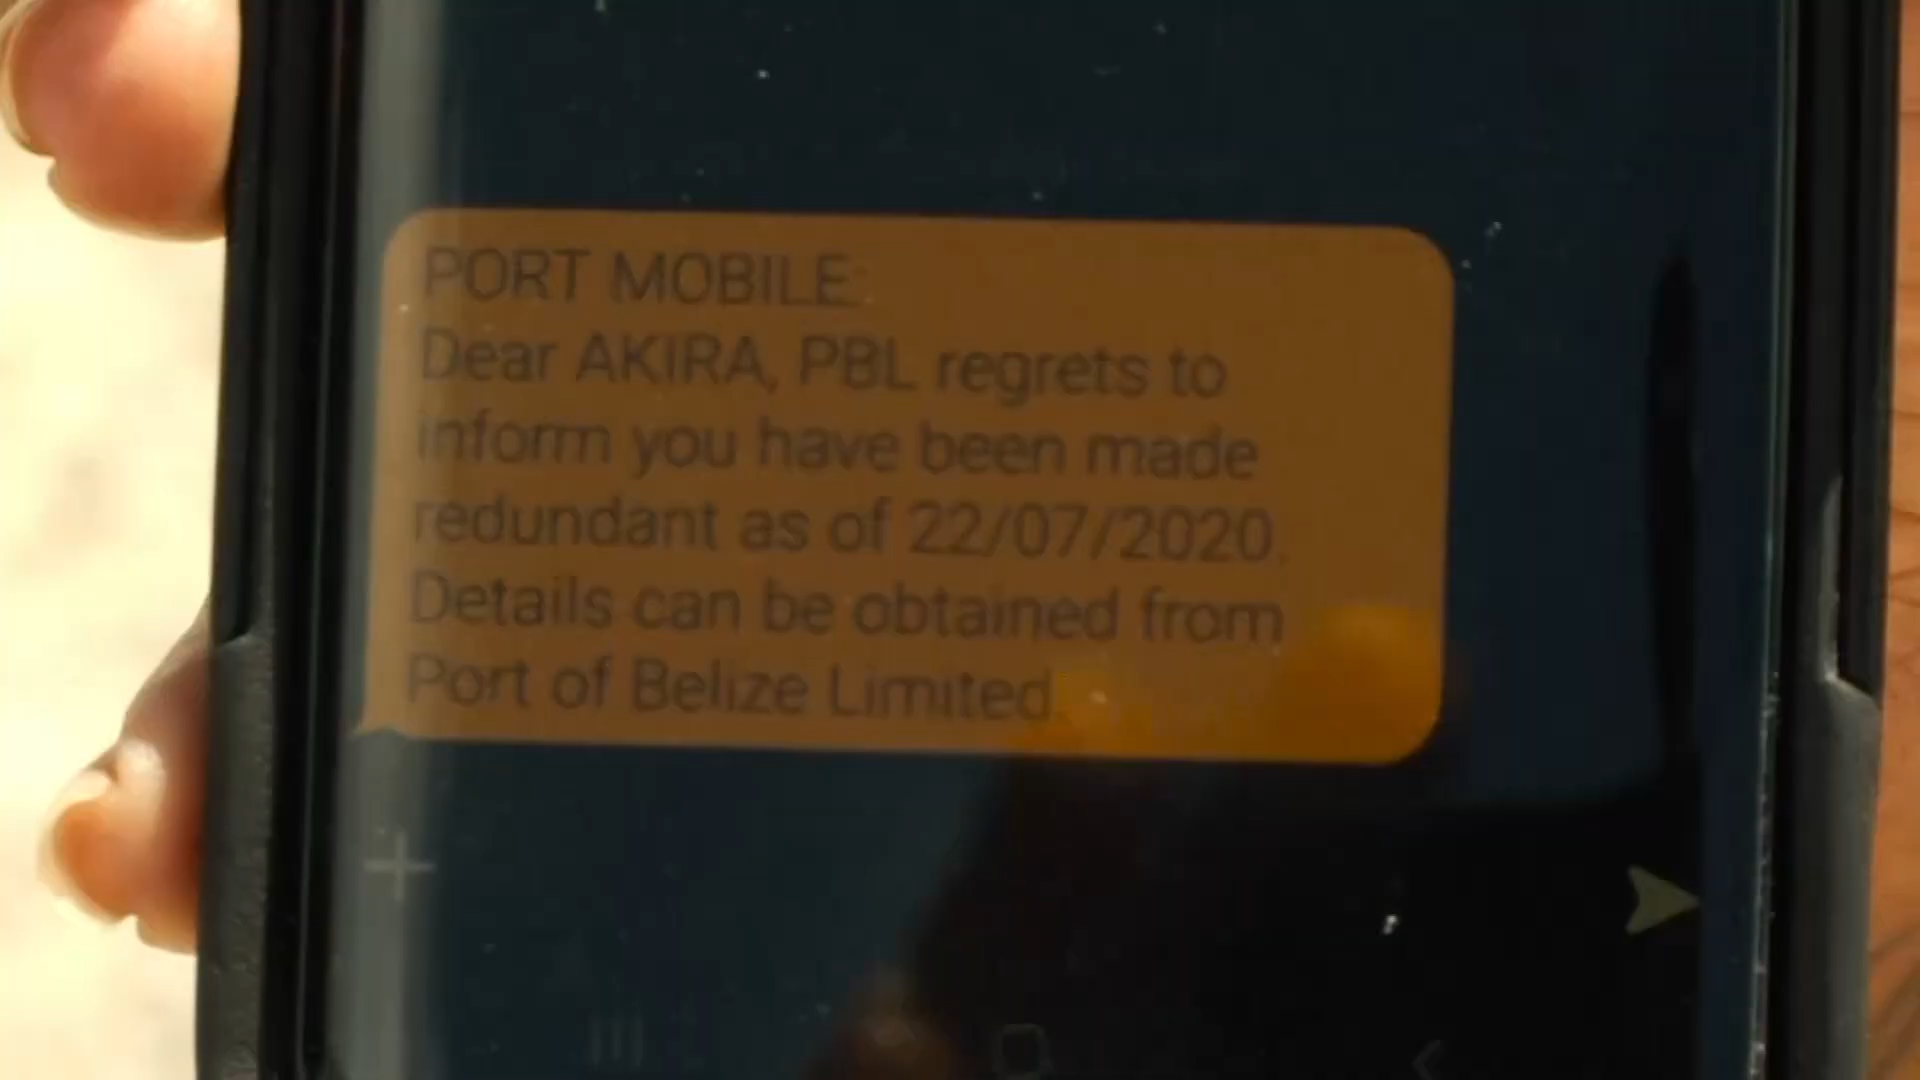 PORT MOBILE:
Dear AKIRA, PBL regrets to
inform you have been made
redundant as of 22/07/2020.
Details can be obtained from
Port of Belize Limited